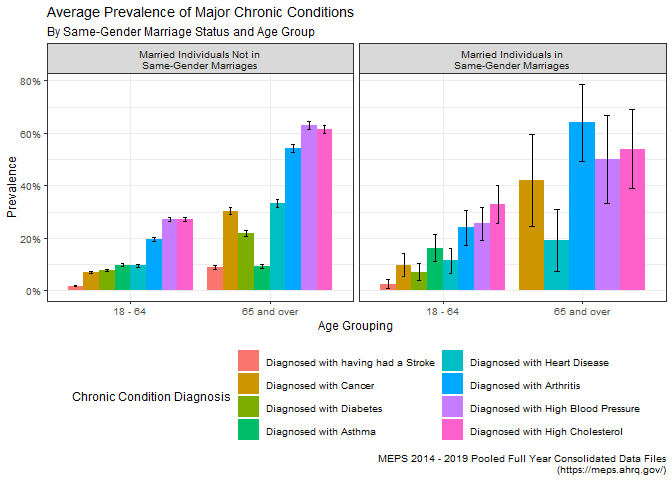 Average Prevalence of Major Chronic Conditions
By Same-Gender Marriage Status and Age Group
Married Individuals Not in
Same-Gender Marriages
Married Individuals in
Same-Gender Marriages
Prevalence
80%
60%
40%
20%
0%
18 - 64
65 and over
18 - 64
65 and over
Age Grouping
Chronic Condition Diagnosis
Diagnosed with having had a Stroke
Diagnosed with Cancer
Diagnosed with Diabetes
Diagnosed with Asthma
Diagnosed with Heart Disease
Diagnosed with Arthritis
Diagnosed with High Blood Pressure
Diagnosed with High Cholesterol
MEPS 2014 - 2019 Pooled Full Year Consolidated Data Files
(https://meps.ahrq.gov/)